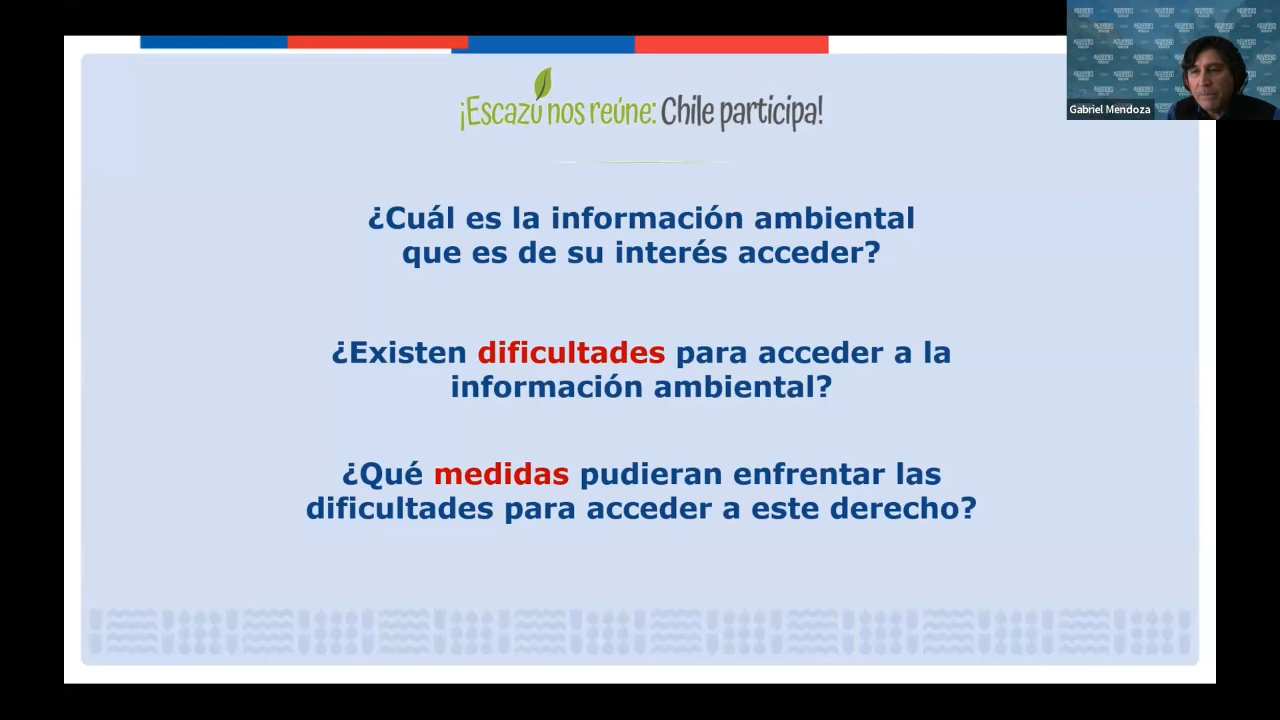 ¡Escazú nos reúne: Chile participa!
Gabriel Mendoza
¿Cuál es la información ambiental
que es de su interés acceder?
¿Existen dificultades para acceder a la
información ambiental?
¿Qué medidas pudieran enfrentar las
dificultades para acceder a este derecho?